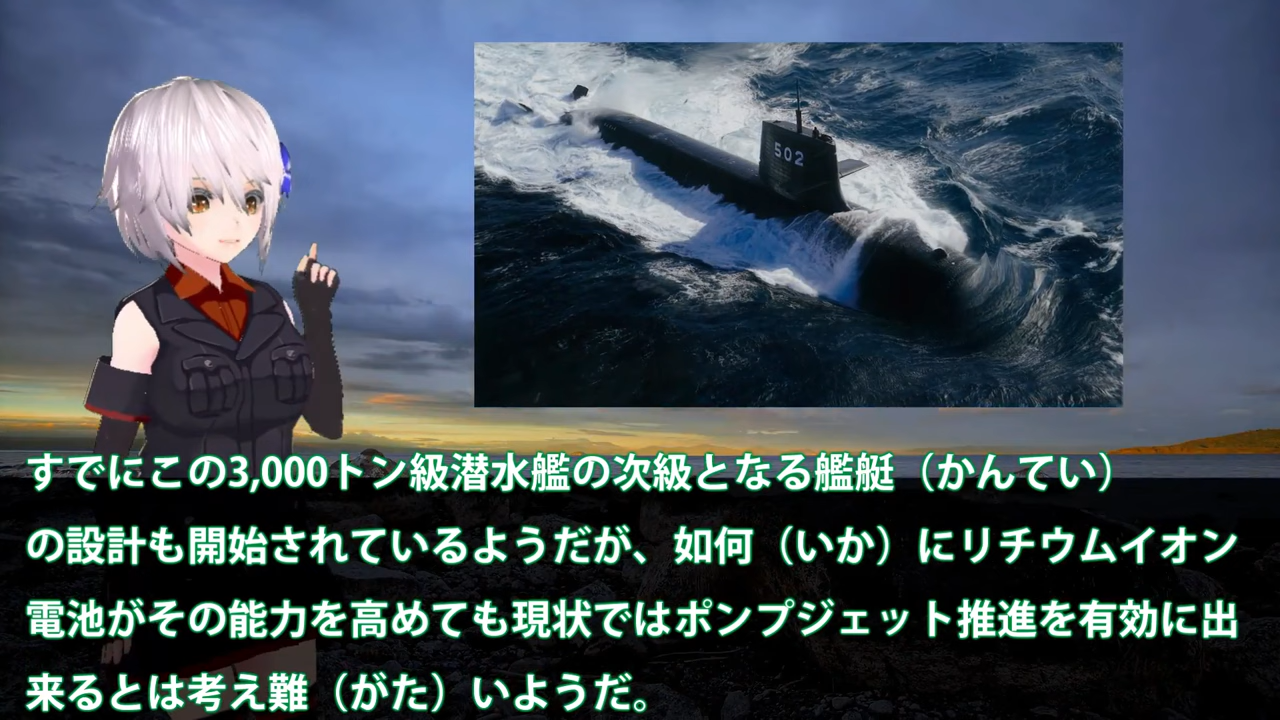 502
すでにこの3,000トン級潜水艦の次級となる艦艇（かんてい）
の設計も開始されているようだが、如何（いか）にリチウムイオン
電池がその能力を高めても現状ではポンプジェット推進を有効に出
来るとは考え難（がた）いようだ。